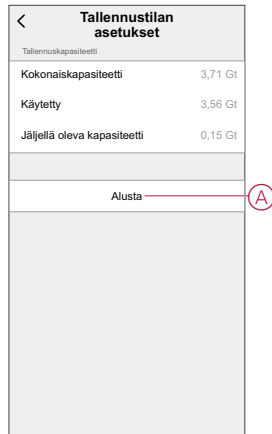 Tallennustilan
asetukset
Tallennuskapasiteetti
Kokonaiskapasiteetti 3,71 Gt
Käytetty 3,56 Gt
Jäljellä oleva kapasiteetti 0,15 Gt
Alusta A